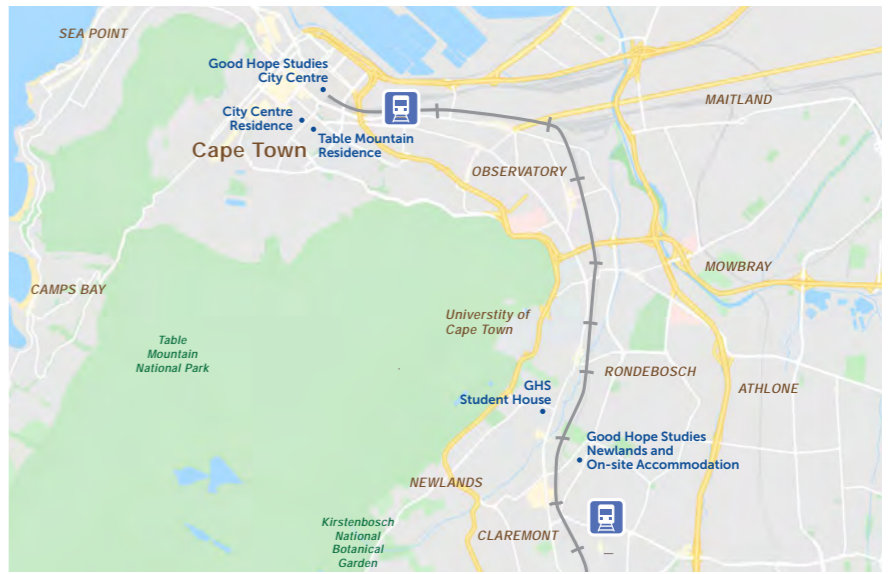 SEA POINT
Good Hope Studies
City Centre
MAITLAND
City Centre
Residence
Table Mountain
Residence
Cape Town
OBSERVATORY
MOWBRAY
CAMPS BAY
Universtity of
Cape Town
Table
Mountain
National Park
RONDEBOSCH
GHS
Student House
ATHLONE
Good Hope Studies
Newlands and
On-site Accommodation
NEWLANDS
Kirstenbosch
National
Botanical
Garden
CLAREMONT